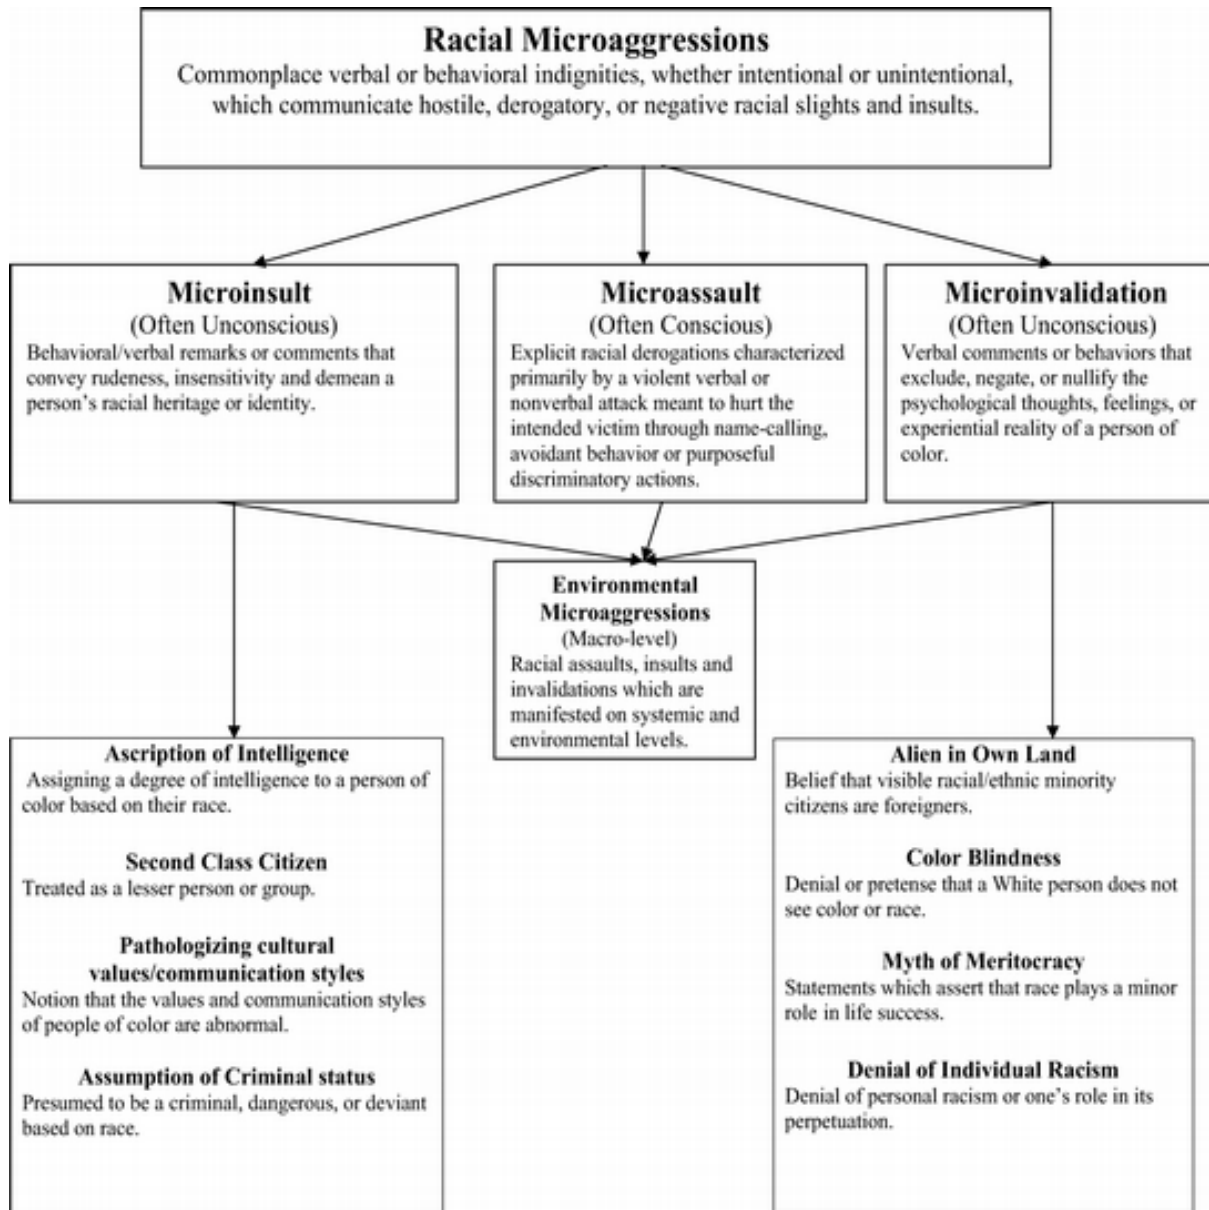 Racial Microaggressions
Commonplace verbal or behavioral indignities, whether intentional or unintentional,
which communicate hostile, derogatory, or negative racial slights and insults.
Microinsult
(Often Unconscious)
Behavioral/verbal remarks or comments that
convey rudeness, insensitivity and demean a
person's racial heritage or identity.
Microassault
(Often Conscious)
Explicit racial derogations characterized
primarily by a violent verbal or
nonverbal attack meant to hurt the
intended victim through name-calling,
avoidant behavior or purposeful
discriminatory actions.
Microinvalidation
(Often Unconscious)
Verbal comments or behaviors that
exclude, negate, or nullify the
psychological thoughts, feelings, or
experiential reality of a person of
color.
Environmental
Microaggressions
(Macro-level)
Racial assaults, insults and
invalidations which are
manifested on systemic and
environmental levels.
Ascription of Intelligence
Assigning a degree of intelligence to a person of
color based on their race.
Second Class Citizen
Treated as a lesser person or group.
Pathologizing cultural
values/communication styles
Notion that the values and communication styles
of people of color are abnormal.
Assumption of Criminal status
Presumed to be a criminal, dangerous, or deviant
based on race.
Alien in Own Land
Belief that visible racial/ethnic minority
citizens are foreigners.
Color Blindness
Denial or pretense that a White person does not
see color or race.
Myth of Meritocracy
Statements which assert that race plays a minor
role in life success.
Denial of Individual Racism
Denial of personal racism or one's role in its
perpetuation.